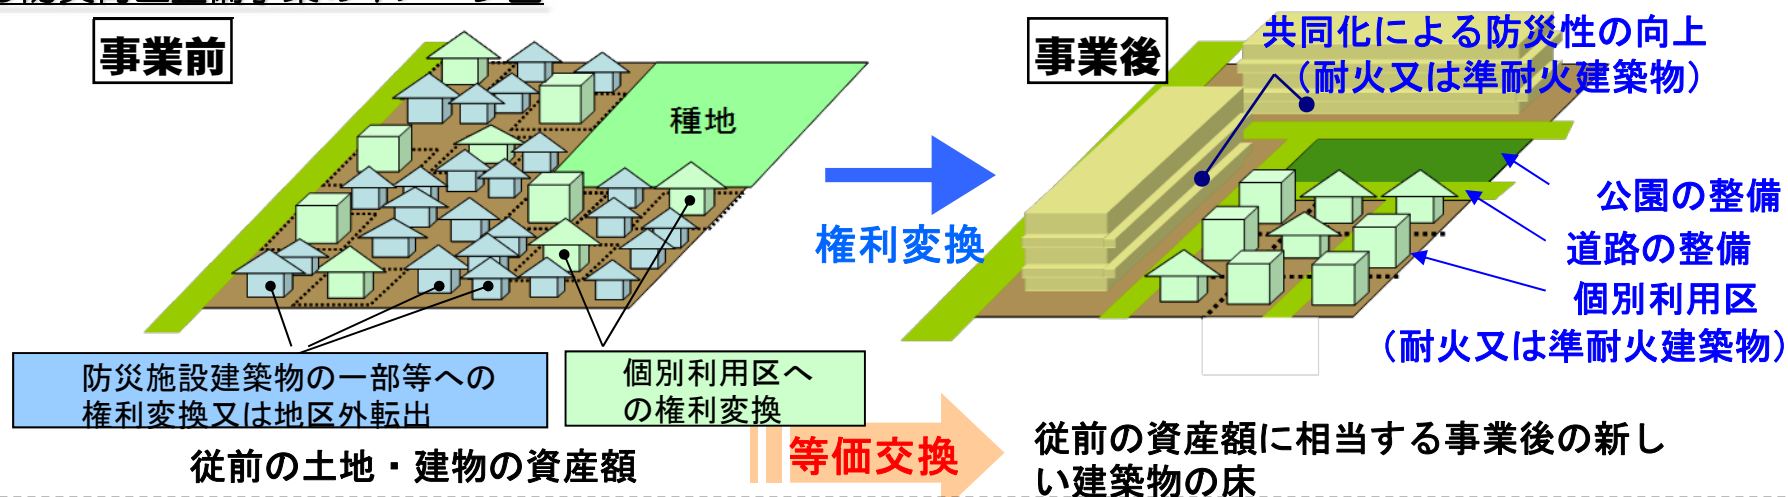 事業前
種地
権利変換
防災施設建築物の一部等への
権利変換又は地区外転出
個別利用区へ
の権利変換
従前の土地・建物の資産額
等価交換
事業後
共同化による防災性の向上
（耐火又は準耐火建築物）
公園の整備
道路の整備
個別利用区
（耐火又は準耐火建築物）
従前の資産額に相当する事業後の新し
い建築物の床